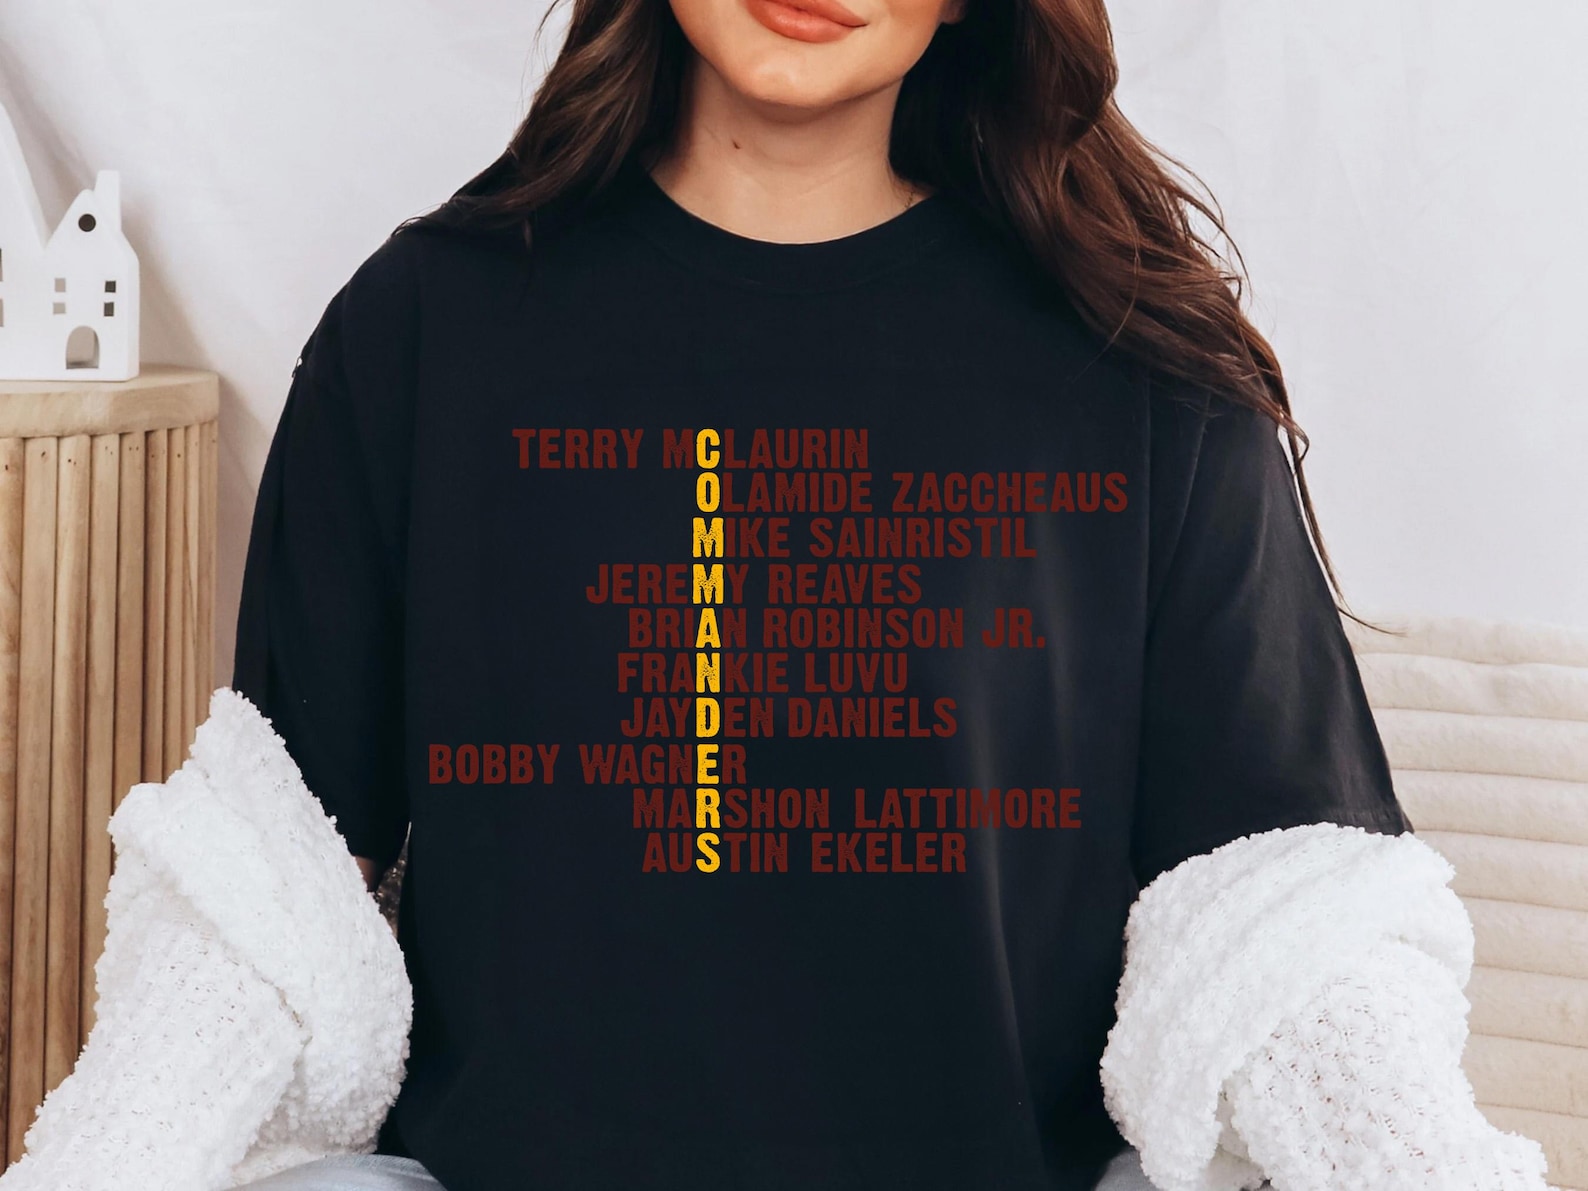 TERRY MCLAURIN
OLAMIDE ZACCHEAUS
MIKE SAINRISTIL
JEREMY REAVES
BRIAN ROBINSON JR.
FRANKIE LUVU
JAYDEN DANIELS
BOBBY WAGNER
MARSHON LATTIMORE
AUSTIN EKELER